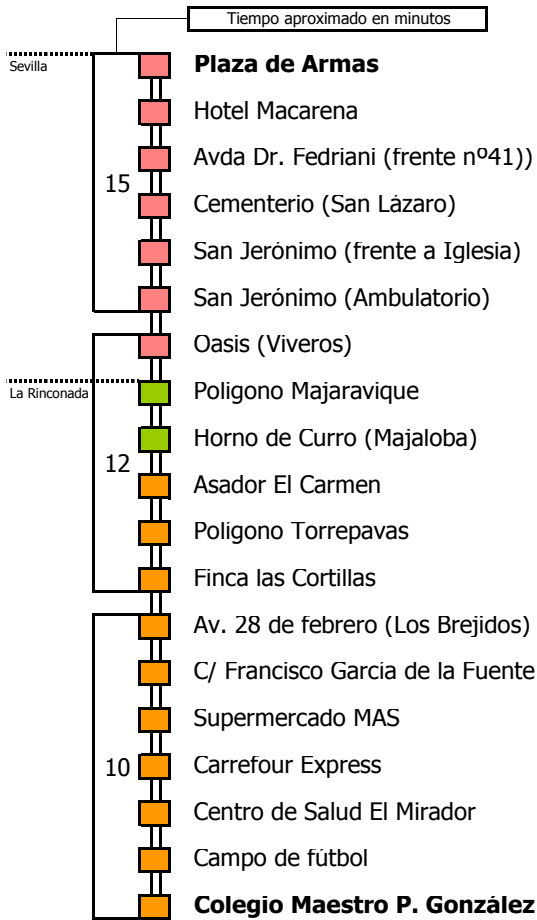 Tiempo aproximado en minutos
Sevilla
Plaza de Armas
Hotel Macarena
Avda Dr. Fedriani (frente nº41))
15
Cementerio (San Lázaro)
San Jerónimo (frente a Iglesia)
San Jerónimo (Ambulatorio)
Oasis (Viveros)
La Rinconada
Poligono Majaravique
Horno de Curro (Majaloba)
12
Asador El Carmen
Poligono Torrepavas
Finca las Cortillas
Av. 28 de febrero (Los Brejidos)
C/ Francisco Garcia de la Fuente
Supermercado MAS
10
Carrefour Express
Centro de Salud El Mirador
Campo de fútbol
Colegio Maestro P. González